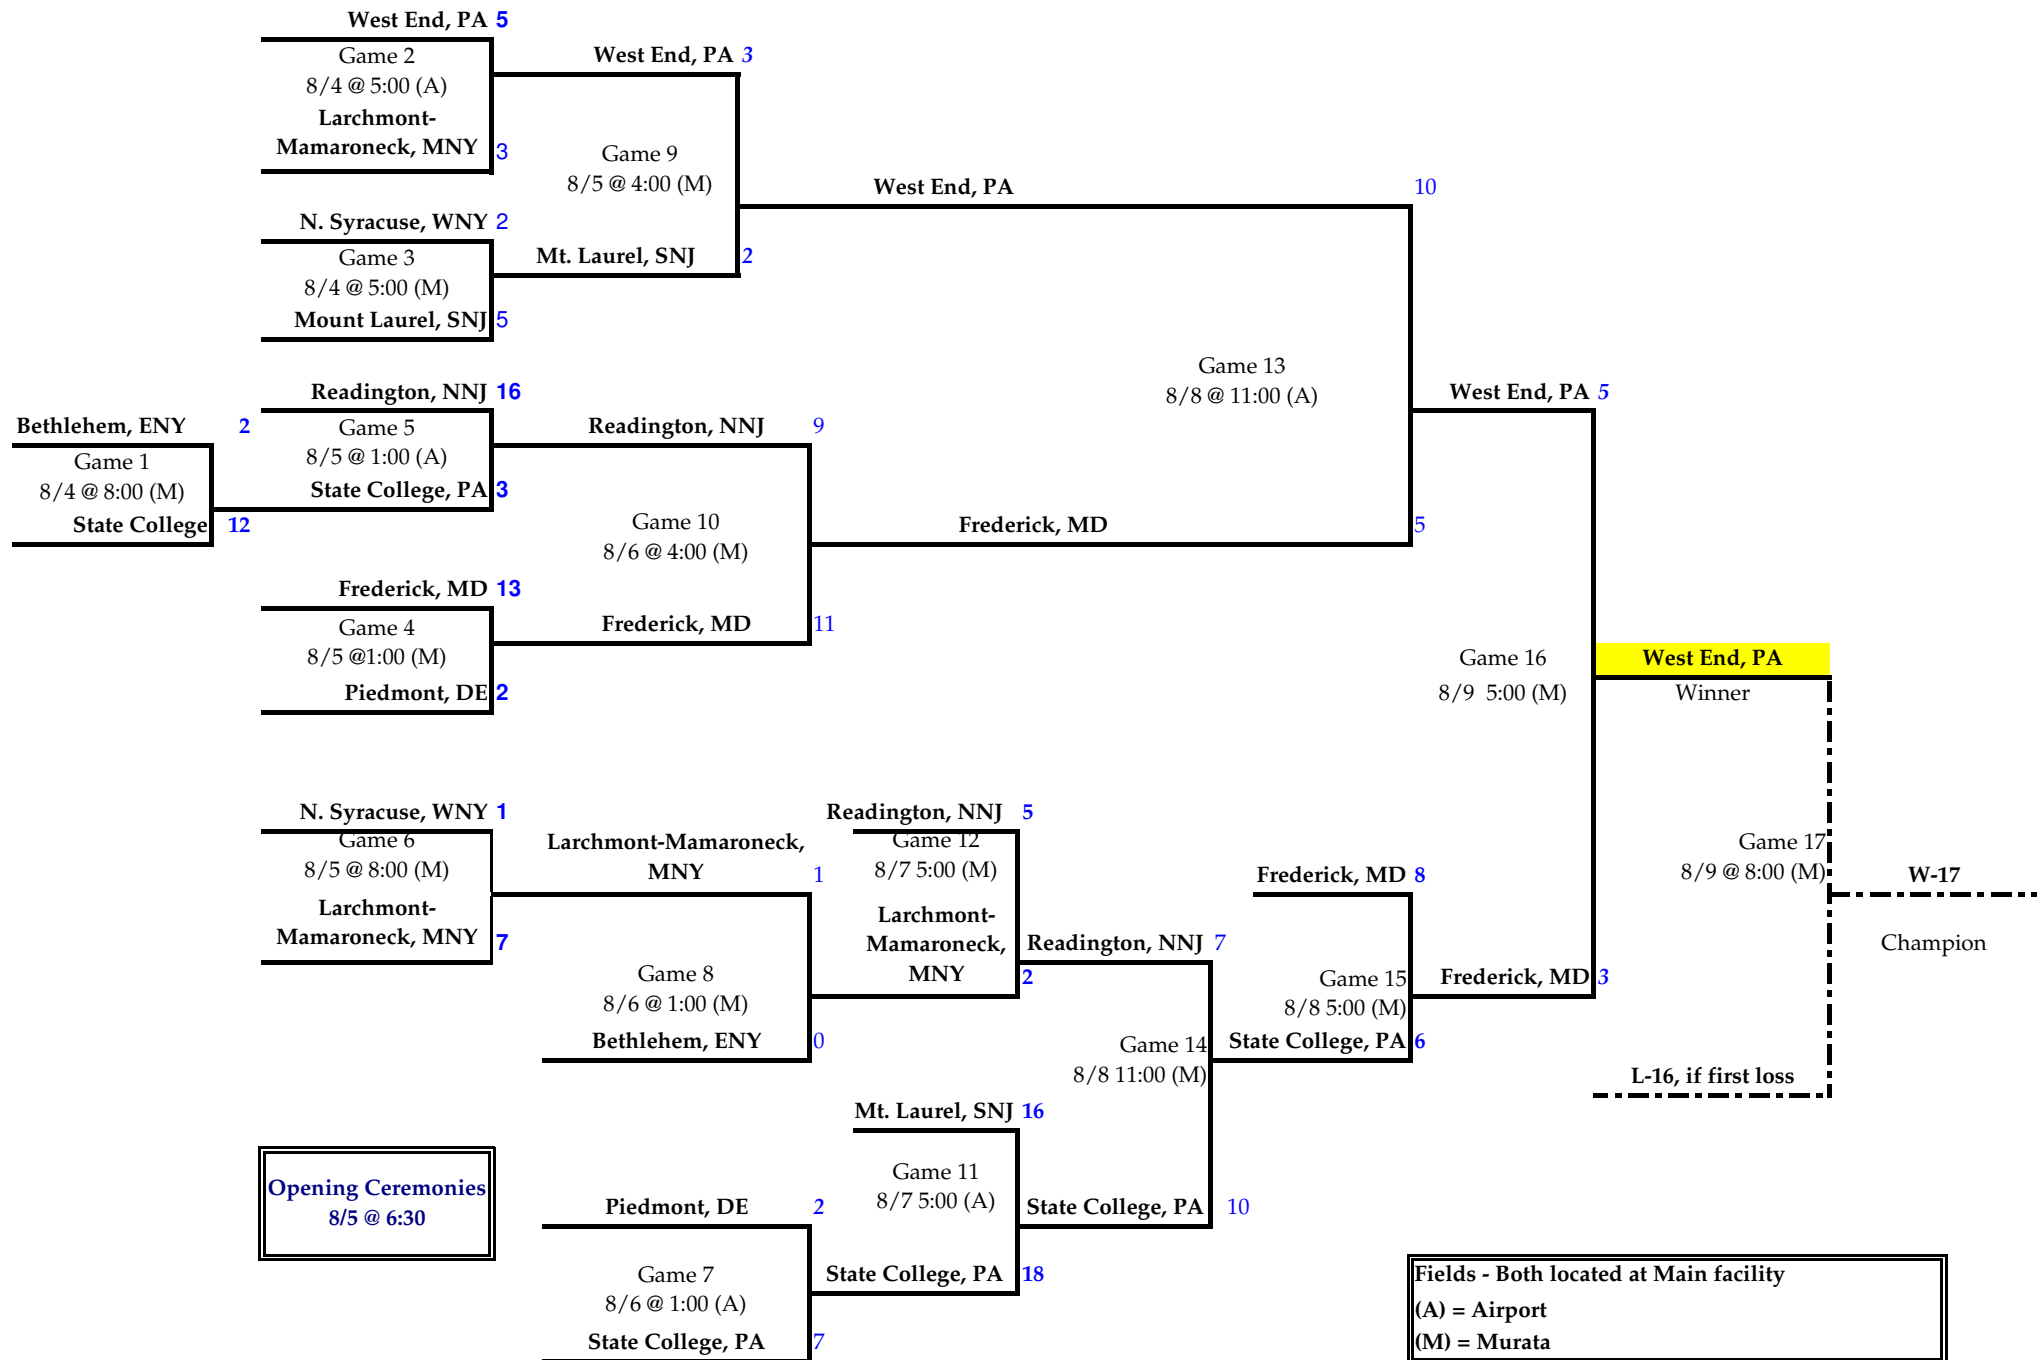 West End, PA 5
Game 2
8/4 @ 5:00 (A)
Larchmont-
Mamaroneck, MNY 3
West End, PA 3
Game 9
8/5 @ 4:00 (M)
N. Syracuse, WNY 2
Game 3
8/4 @ 5:00 (M)
Mount Laurel, SNJ 5
Mt. Laurel, SNJ 2
West End, PA 10
Game 13
8/8 @ 11:00 (A)
Bethlehem, ENY 2
Game 1
8/4 @ 8:00 (M)
State College 12
Readington, NNJ 16
Game 5
8/5 @ 1:00 (A)
State College, PA 3
Readington, NNJ 9
Game 10
8/6 @ 4:00 (M)
Frederick, MD 5
Frederick, MD 13
Game 4
8/5 @1:00 (M)
Piedmont, DE 2
Frederick, MD 11
West End, PA 5
Game 16
8/9 5:00 (M)
West End, PA
Winner
N. Syracuse, WNY 1
Game 6
8/5 @ 8:00 (M)
Larchmont-
Mamaroneck, MNY 7
Larchmont-Mamaroneck,
MNY 1
Game 8
8/6 @ 1:00 (M)
Bethlehem, ENY 0
Readington, NNJ 5
Game 12
8/7 5:00 (M)
Larchmont-
Mamaroneck,
MNY 2
Readington, NNJ 7
Game 14
8/8 11:00 (M)
Frederick, MD 8
Game 15
8/8 5:00 (M)
State College, PA 6
Frederick, MD 3
Game 17
8/9 @ 8:00 (M)
W-17
Champion
L-16, if first loss
Mt. Laurel, SNJ 16
Game 11
8/7 5:00 (A)
State College, PA 10
Opening Ceremonies
8/5 @ 6:30
Piedmont, DE 2
Game 7
8/6 @ 1:00 (A)
State College, PA 7
State College, PA 18
Fields - Both located at Main facility
(A) = Airport
(M) = Murata